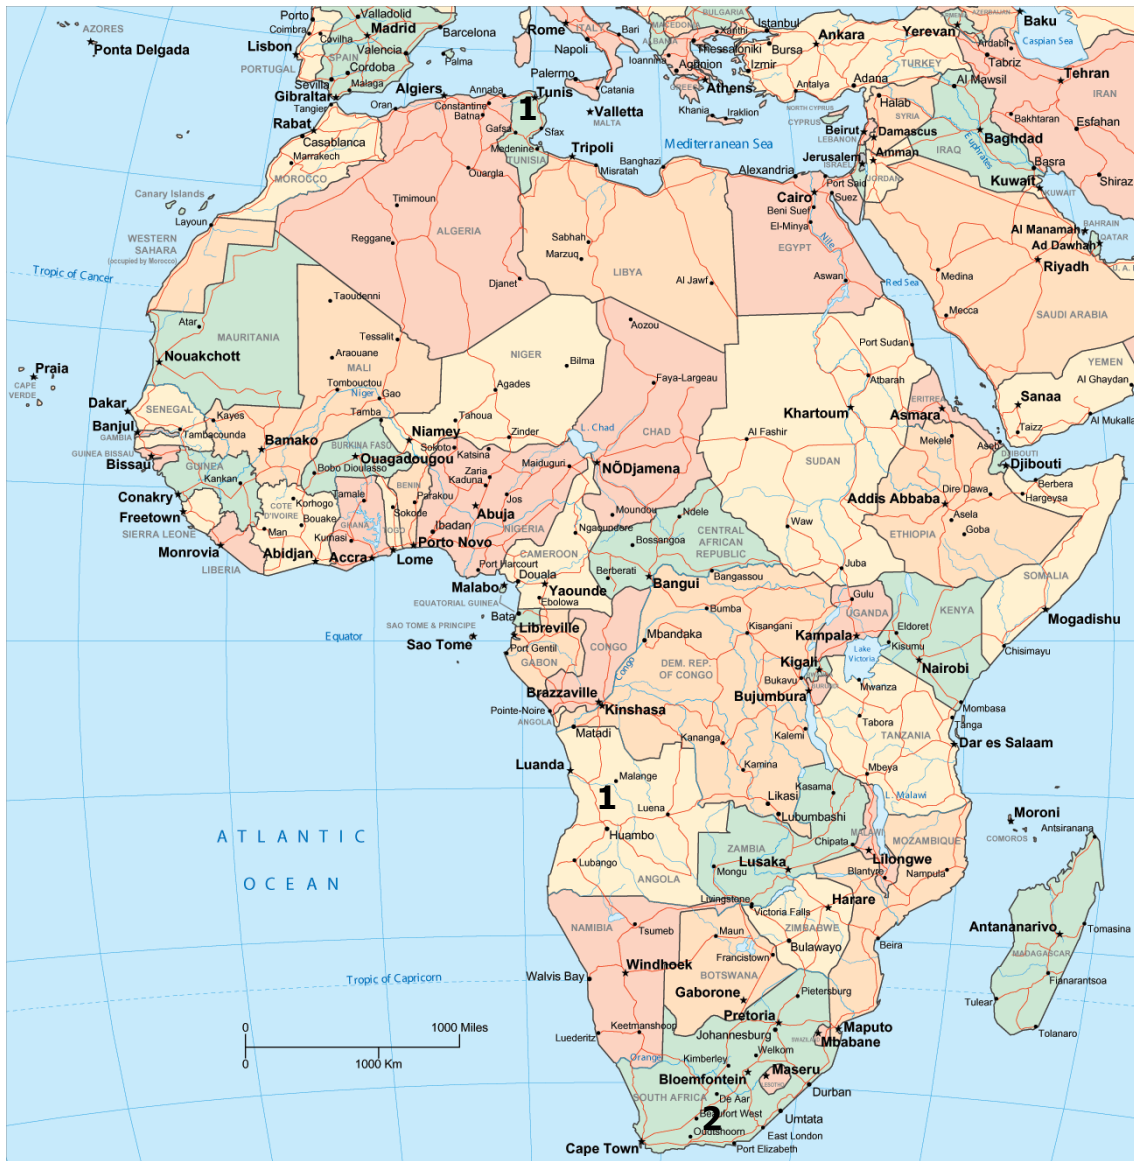 AZORES
Ponta Delgada
Porto
Coimbra
Covilha
Lisbon
PORTUGAL
Valladolid
Madrid
SPAIN
Valencia
Barcelona
Palma
Cordoba
Sevilla
Malaga
Gibraltar
Tangier
Rabat
Casablanca
Marrakech
MOROCCO
Canary Islands
Layoun
WESTERN
SAHARA
(occupied by Morocco)
Tropic of Cancer
Rome
ITALY
Bari
Napoli
Palermo
Catania
Valletta
MALTA
MACEDONIA
ALBANIA
BULGARIA
Xanthi
Thessaloniki
Ioannina
Agrinion
GREECE
Athens
Khania
Iraklion
Istanbul
Bursa
Izmir
Ankara
Antalya
Adana
TURKEY
Yerevan
ARMENIA
AZERBAIJAN
Baku
Caspian Sea
Ardabil
Tabriz
Tehran
IRAN
Al Mawsil
Halab
SYRIA
NORTH CYPRUS
CYPRUS
Beirut
LEBANON
Damascus
Baghdad
IRAQ
Euphrates
Bakhtaran
Esfahan
Jerusalem
ISRAEL
Amman
JORDAN
Basra
Kuwait
KUWAIT
Shiraz
Al Manamah
BAHRAIN
Ad Dawhah
QATAR
Riyadh
U. A.
Medina
Mecca
SAUDI ARABIA
Red Sea
YEMEN
Al Ghaydan
Sanaa
Al Mukalla
Taizz
Algiers
Oran
Annaba
Constantine
Batna
Tunis
1
Gafsa
Sfax
Medenine
TUNISIA
Ouargla
Timimoun
Reggane
ALGERIA
Djanet
Tripoli
Misratah
Banghazi
Mediterranean Sea
Sabhah
Marzuq
LIBYA
Al Jawf
Alexandria
Port Said
Cairo
Suez
Beni Suef
El-Minya
EGYPT
Nile
Aswan
Atar
MAURITANIA
Nouakchott
Taoudenni
Tessalit
Araouane
MALI
Tombouctou
Niger
Gao
Tamba
Bamako
Kayes
Praia
CAPE
VERDE
Dakar
SENEGAL
Tambacounda
Banjul
GAMBIA
GUINEA BISSAU
Bissau
GUINEA
Kankan
Conakry
Freetown
SIERRA LEONE
Monrovia
LIBERIA
COTE
D'IVOIRE
Korhogo
Bouake
Man
Abidjan
BURKINA FASO
Ouagadougou
Bobo Dioulasso
Tamale
GHANA
Kumasi
Accra
TOGO
Sokode
Lome
BENIN
Parakou
Porto Novo
NIGER
Bilma
Agades
Tahoua
Niamey
Zinder
Sokoto
Katsina
Zaria
Kaduna
Maiduguri
Jos
Abuja
Ibadan
NIGERIA
Port Harcourt
L. Chad
Aozou
Faya-Largeau
CHAD
NÕDjamena
Moundou
Ndele
Ngaoundere
CAMEROON
Douala
Yaounde
Ebolowa
Malabo
EQUATORIAL GUINEA
Bata
SAO TOME & PRINCIPE
Sao Tome
Equator
Libreville
Port Gentil
GABON
CENTRAL
AFRICAN
REPUBLIC
Bossangoa
Berberati
Bangui
Bangassou
Port Sudan
Atbarah
Khartoum
Al Fashir
SUDAN
Waw
Juba
ERITREA
Asmara
Mekele
Aseb
DJIBOUTI
Djibouti
Berbera
Hargeysa
Dire Dawa
Addis Abbaba
Asela
Goba
ETHIOPIA
SOMALIA
Mogadishu
Chisimayu
Gulu
UGANDA
Kampala
KENYA
Eldoret
Kisumu
Nairobi
Mombasa
Lake
Victoria
Bumba
Kisangani
Mbandaka
CONGO
Congo
DEM. REP.
OF CONGO
Kigali
RWANDA
Bukavu
Bujumbura
BURUNDI
Mwanza
Tabora
TANZANIA
Tanga
Dar es Salaam
Mbeya
Kalemi
Brazzaville
Kinshasa
Pointe-Noire
ANGOLA
Matadi
Kananga
Kamina
Likasi
Lubumbashi
Luanda
Malange
1
Luena
Huambo
Lubango
ANGOLA
Kasama
ZAMBIA
Chipata
Lusaka
Mongu
Livingstone
L. Malawi
MALAWI
Lilongwe
Blantyre
MOZAMBIQUE
Nampula
Moroni
COMOROS
Antsiranana
Antananarivo
Tomasina
MADAGASCAR
Fianarantsoa
Tulear
Tolanaro
ATLANTIC
OCEAN
Victoria Falls
Harare
ZIMBABWE
Bulawayo
Beira
NAMIBIA
Tsumeb
Windhoek
Walvis Bay
Maun
Francistown
BOTSWANA
Gaborone
Tropic of Capricorn
Keetmanshoop
Luederitz
Orange
Pietersburg
Pretoria
Johannesburg
Maputo
SWAZILAND
Mbabane
Welkom
Kimberley
Bloemfontein
Maseru
LESOTHO
Durban
SOUTH AFRICA
De Aar
Beaufort West
2
Umtata
Oudtshoorn
East London
Cape Town
Port Elizabeth
0
1000 Miles
0
1000 Km